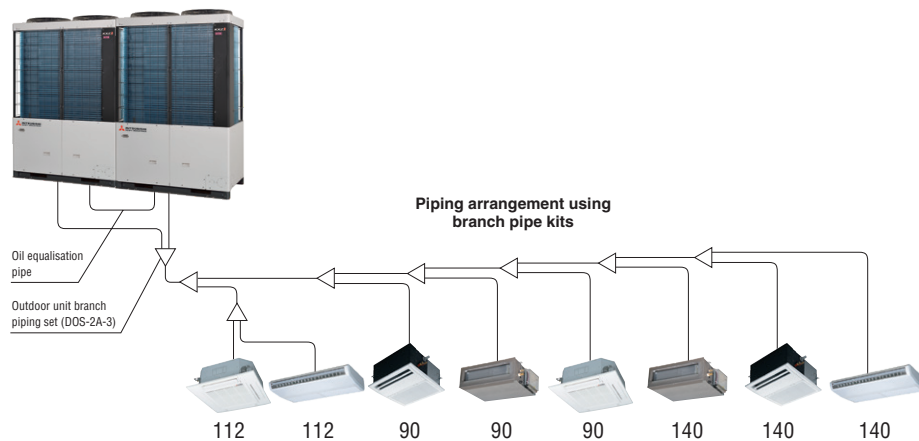 Piping arrangement using
branch pipe kits
Oil equalisation
pipe
Outdoor unit branch
piping set (DOS-2A-3)
112
112
90
90
90
140
140
140